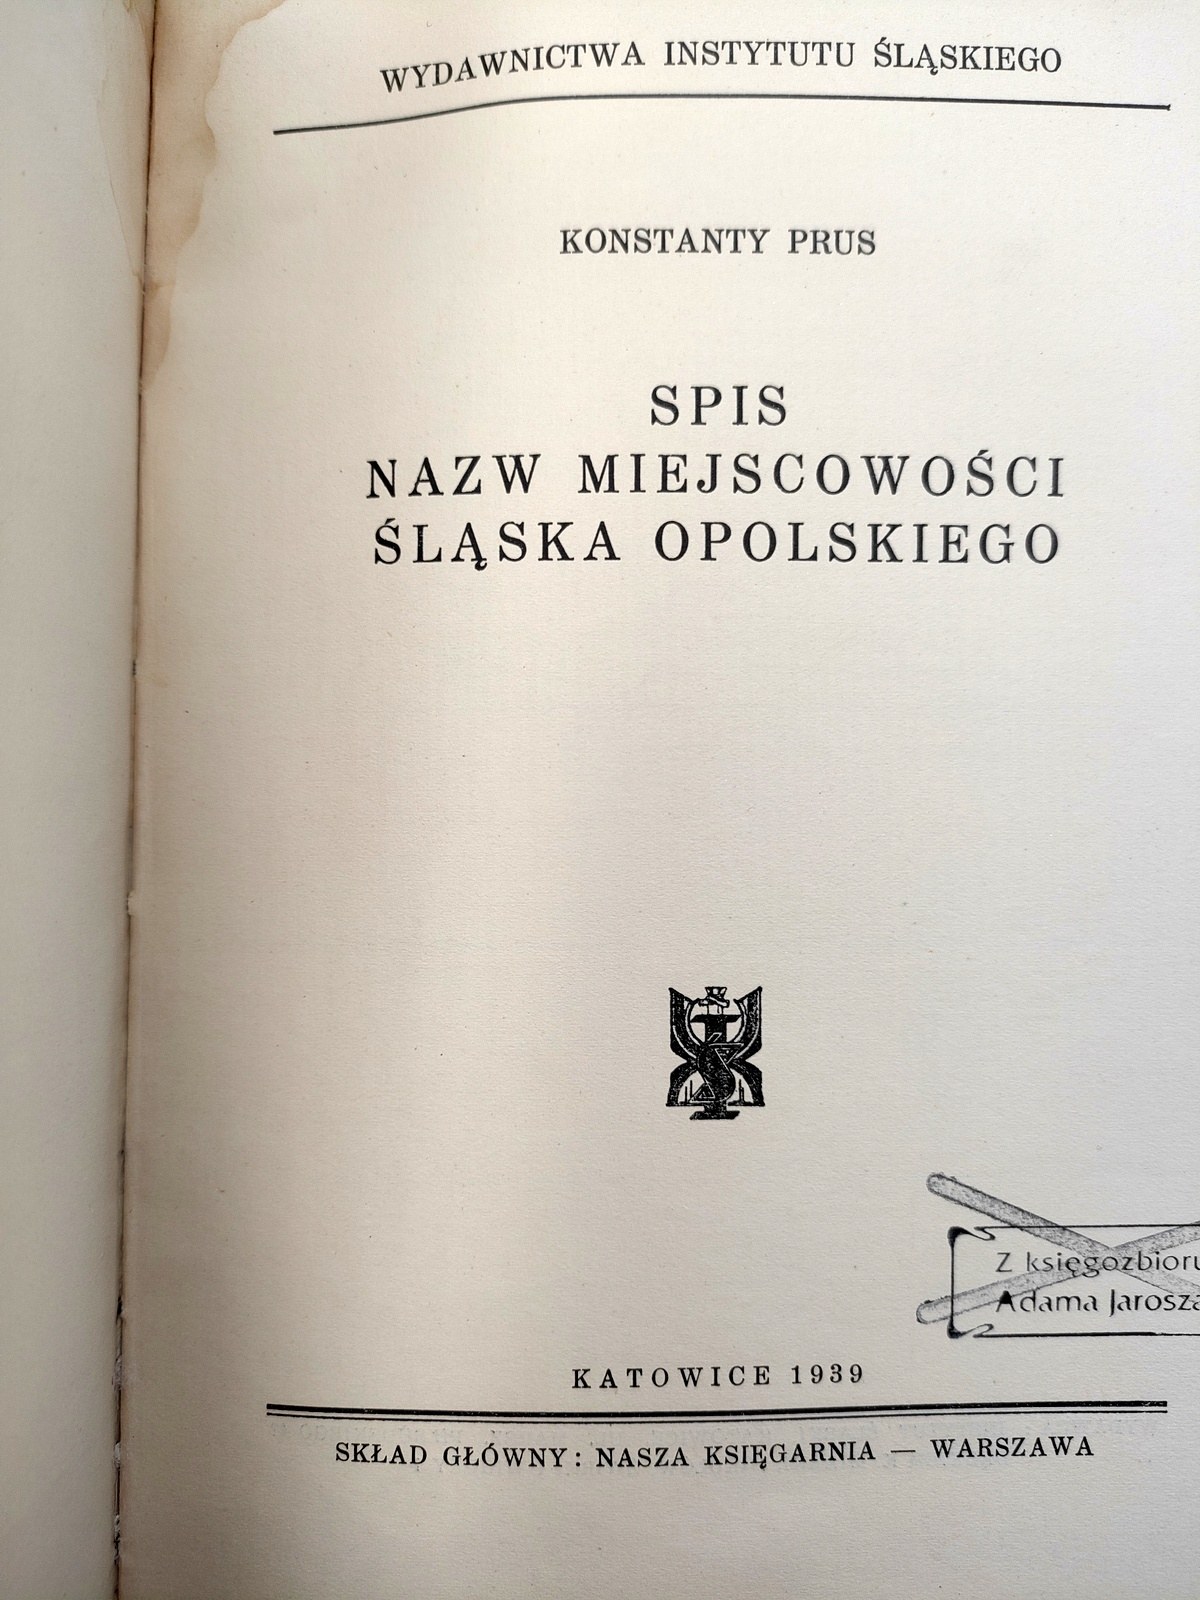 WYDAWNICTWA INSTYTUTU ŚLĄSKIEGO
KONSTANTY PRUS
SPIS
NAZW MIEJSCOWOŚCI
ŚLĄSKA OPOLSKIEGO
Z księgozbioru
Adama Jarosza
KATOWICE 1939
SKŁAD GŁÓWNY: NASZA KSIĘGARNIA — WARSZAWA